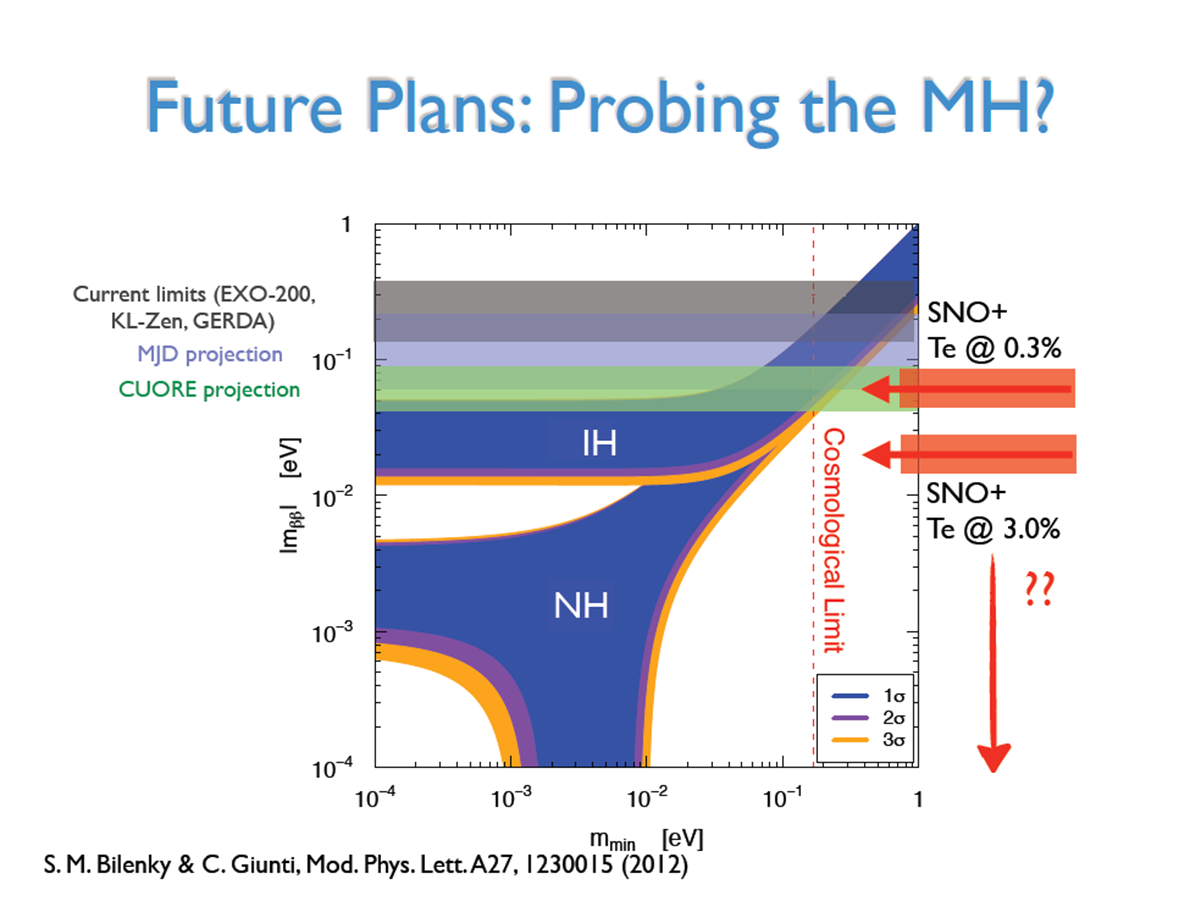 Future Plans: Probing the MH?
Current limits (EXO-200,
KL-Zen, GERDA)
MJD projection
CUORE projection
1
10⁻¹
10⁻²
10⁻³
10⁻⁴
|mββ| [eV]
IH
NH
Cosmological Limit
1σ
2σ
3σ
SNO+
Te @ 0.3%
SNO+
Te @ 3.0%
??
10⁻⁴
10⁻³
10⁻²
10⁻¹
1
mmin [eV]
S. M. Bilenky & C. Giunti, Mod. Phys. Lett. A27, 1230015 (2012)